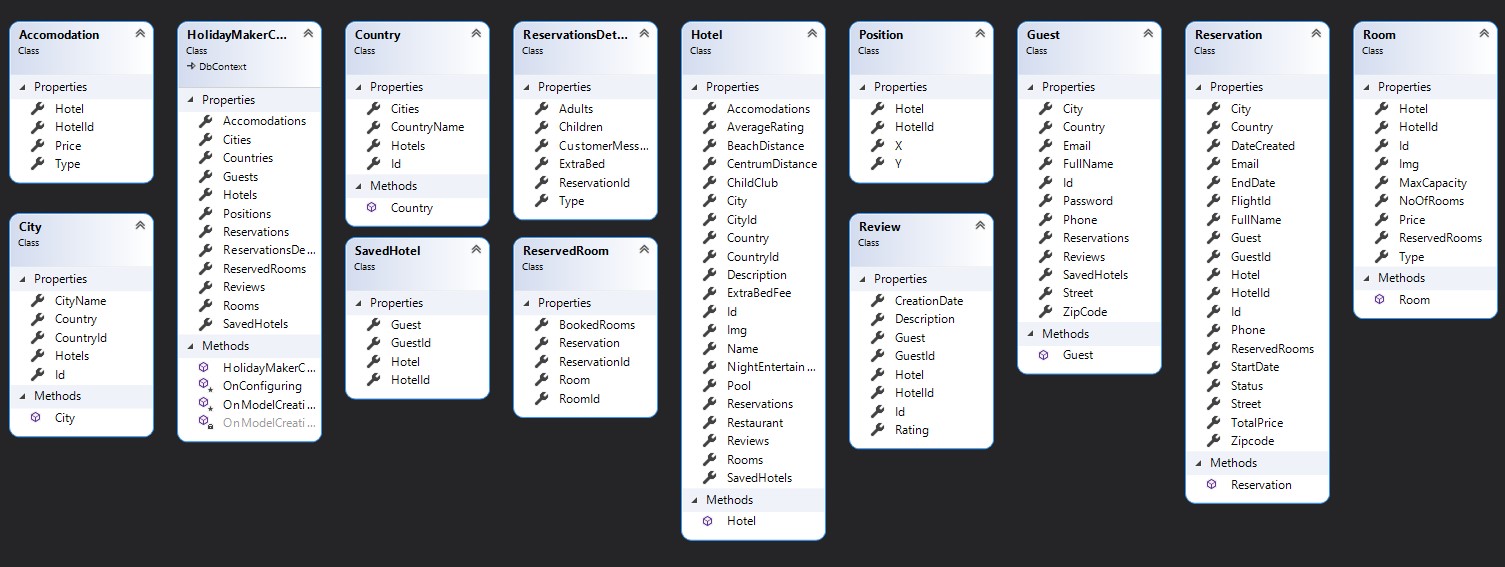 Accomodation
Class
Properties
Hotel
HotelId
Price
Type
City
Class
Properties
CityName
Country
CountryId
Hotels
Id
Methods
City
HolidayMakerC...
Class
DbContext
Properties
Accomodations
Cities
Countries
Guests
Hotels
Positions
Reservations
ReservationsDe...
ReservedRooms
Reviews
Rooms
SavedHotels
Methods
HolidayMakerC...
OnConfiguring
OnModelCreati...
OnModelCreati...
Country
Class
Properties
Cities
CountryName
Hotels
Id
Methods
Country
SavedHotel
Class
Properties
Guest
GuestId
Hotel
HotelId
ReservationsDet...
Class
Properties
Adults
Children
CustomerMess...
ExtraBed
ReservationId
Type
ReservedRoom
Class
Properties
BookedRooms
Reservation
ReservationId
Room
RoomId
Hotel
Class
Properties
Accomodations
AverageRating
BeachDistance
CentrumDistance
ChildClub
City
CityId
Country
CountryId
Description
ExtraBedFee
Id
Img
Name
NightEntertain...
Pool
Reservations
Restaurant
Reviews
Rooms
SavedHotels
Methods
Hotel
Position
Class
Properties
Hotel
HotelId
X
Y
Review
Class
Properties
CreationDate
Description
Guest
GuestId
Hotel
HotelId
Id
Rating
Guest
Class
Properties
City
Country
Email
FullName
Id
Password
Phone
Reservations
Reviews
SavedHotels
Street
ZipCode
Methods
Guest
Reservation
Class
Properties
City
Country
DateCreated
Email
EndDate
FlightId
FullName
Guest
GuestId
Hotel
HotelId
Id
Phone
ReservedRooms
StartDate
Status
Street
TotalPrice
Zipcode
Methods
Reservation
Room
Class
Properties
Hotel
HotelId
Id
Img
MaxCapacity
NoOfRooms
Price
ReservedRooms
Type
Methods
Room